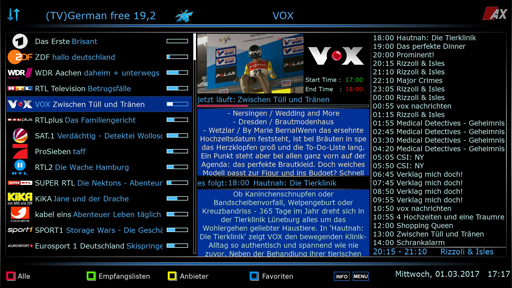 (TV)German free 19,2
VOX
AX
Das Erste Brisant
ZDF hallo deutschland
WDR Aachen daheim + unterwegs
RTL Television Betrugsfälle
VOX Zwischen Tüll und Tränen
RTLplus Das Familiengericht
SAT.1 Verdächtig - Detektei Wolloscheck
ProSieben taff
RTL2 Die Wache Hamburg
SUPER RTL Die Nektons - Abenteuer
KiKA Jane und der Drache
kabel eins Abenteuer Leben täglich
SPORT1 Storage Wars - Die Geschä
Eurosport 1 Deutschland Skispringe
VOX
Start Time : 17:00
End Time : 18:00
Jetzt läuft: Zwischen Tüll und Tränen
- Nersingen / Wedding and More
- Dresden / Brautmodenhaus
- Wetzlar / By Marie BernalWenn das ersehnte
Hochzeitsdatum feststeht, ist bei Bräuten in spe
das Herzklopfen groß und die To-Do-Liste lang.
Ein Punkt steht aber bei allen ganz vorn auf der
Agenda: das perfekte Brautkleid. Doch welches
Modell passt zur Figur und ins Budget? Schnell
es folgt:18:00 Hautnah: Die Tierklinik
Ob Kaninchenschnupfen oder
Bandscheibenvorfall, Welpengeburt oder
Kreuzbandriss - 365 Tage im Jahr dreht sich in
der Tierklinik Lüneburg alles um das
Wohlergehen geliebter Haustiere. In 'Hautnah:
Die Tierklinik' zeigt VOX den bewegenden Klinik-
Alltag so authentisch und spannend wie nie
zuvor. Neben der Behandlung ihrer tierischen
18:00 Hautnah: Die Tierklinik
19:00 Das perfekte Dinner
20:00 Prominent!
20:15 Rizzoli & Isles
21:10 Rizzoli & Isles
22:10 Major Crimes
23:05 Rizzoli & Isles
00:00 Rizzoli & Isles
00:55 vox nachrichten
01:15 Rizzoli & Isles
02:05 Medical Detectives - Geheimnis
02:45 Medical Detectives - Geheimnis
03:30 Medical Detectives - Geheimnis
04:20 Medical Detectives - Geheimnis
05:05 CSI: NY
05:50 CSI: NY
06:45 Verklag mich doch!
07:45 Verklag mich doch!
08:50 Verklag mich doch!
09:55 Verklag mich doch!
10:50 vox nachrichten
10:55 4 Hochzeiten und eine Traumre
12:00 Shopping Queen
13:00 Zwischen Tüll und Tränen
14:00 Schrankalarm
20:15 - 21:10 Rizzoli & Isles
Alle
Empfangslisten
Anbieter
Favoriten
INFO
MENU
Mittwoch, 01.03.2017 17:17